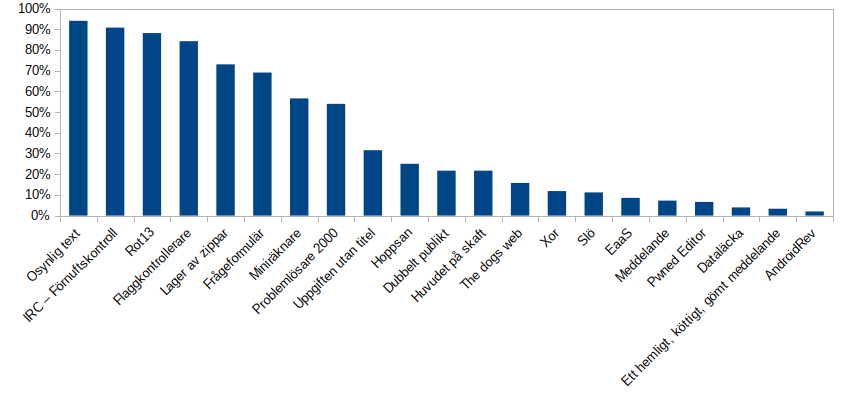 100%
90%
80%
70%
60%
50%
40%
30%
20%
10%
0%
Osynlig text
IRC – Förnuftskontroll
Rot13
Flaggkontrollerare
Lager av zippar
Frågeformulär
Miniräknare
Problemlösare 2000
Uppgiften utan titel
Hoppsan
Dubbelt publikt
Huvudet på skaft
The dogs web
Xor
Slö
EaaS
Meddelande
Pwned Editor
Dataläcka
Ett hemligt, köttigt, gömt meddelande
AndroidRev